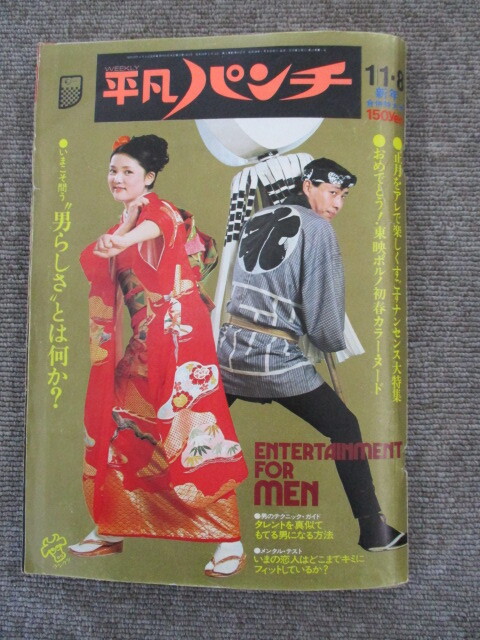 WEEKLY
平凡パンチ
11・8
新年
150円
●正月をアレで楽しくすごすナンセンス大特集
●おめでとう!東映ポルノ初春カラー・ヌード
●いまこそ問う"男らしさ"とは何か?
ENTERTAINMENT
FOR
MEN
●男のテクニック・ガイド
タレントを真似て
もてる男になる方法
●メンタル・テスト
いまの恋人はどこまでキミに
フィットしているか?